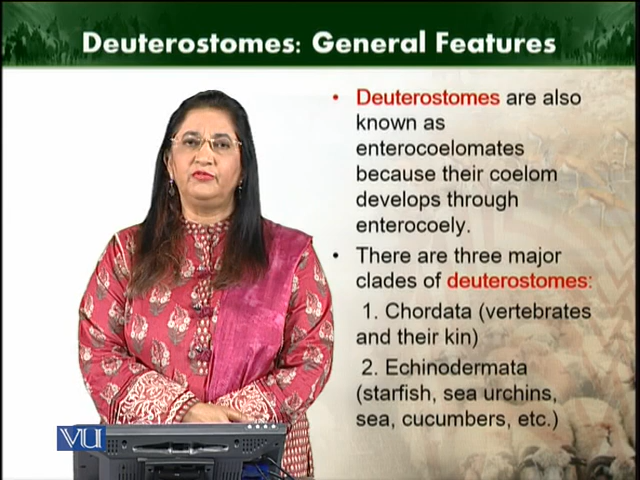 Deuterostomes: General Features
• Deuterostomes are also
known as
enterocoelomates
because their coelom
develops through
enterocoely.
• There are three major
clades of deuterostomes:
1. Chordata (vertebrates
and their kin)
2. Echinodermata
(starfish, sea urchins,
sea, cucumbers, etc.)
VU